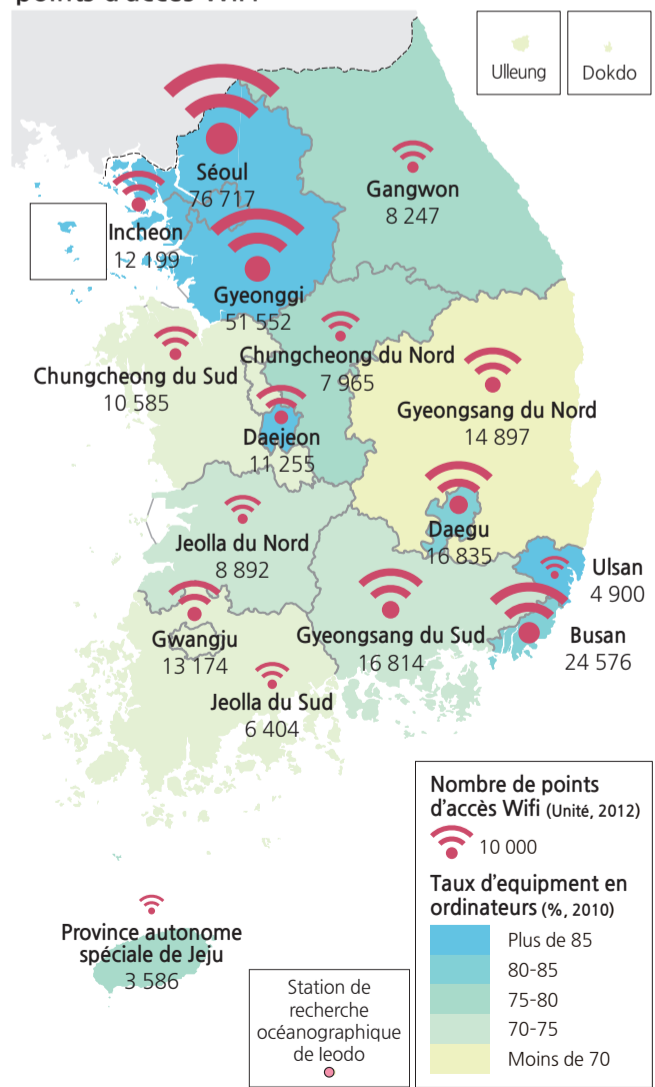 points d'accès Wifi
Ulleung
Dokdo
Séoul
76 717
Gangwon
8 247
Incheon
12 199
Gyeonggi
51 552
Chungcheong du Nord
7 965
Chungcheong du Sud
10 585
Gyeongsang du Nord
14 897
Daejeon
11 255
Daegu
16 835
Jeolla du Nord
8 892
Ulsan
4 900
Gwangju
13 174
Gyeongsang du Sud
16 814
Busan
24 576
Jeolla du Sud
6 404
Nombre de points
d'accès Wifi (Unité, 2012)
10 000
Taux d'equipment en
ordinateurs (%, 2010)
Plus de 85
80-85
75-80
70-75
Moins de 70
Province autonome
spéciale de Jeju
3 586
Station de
recherche
océanographique
de Ieodo